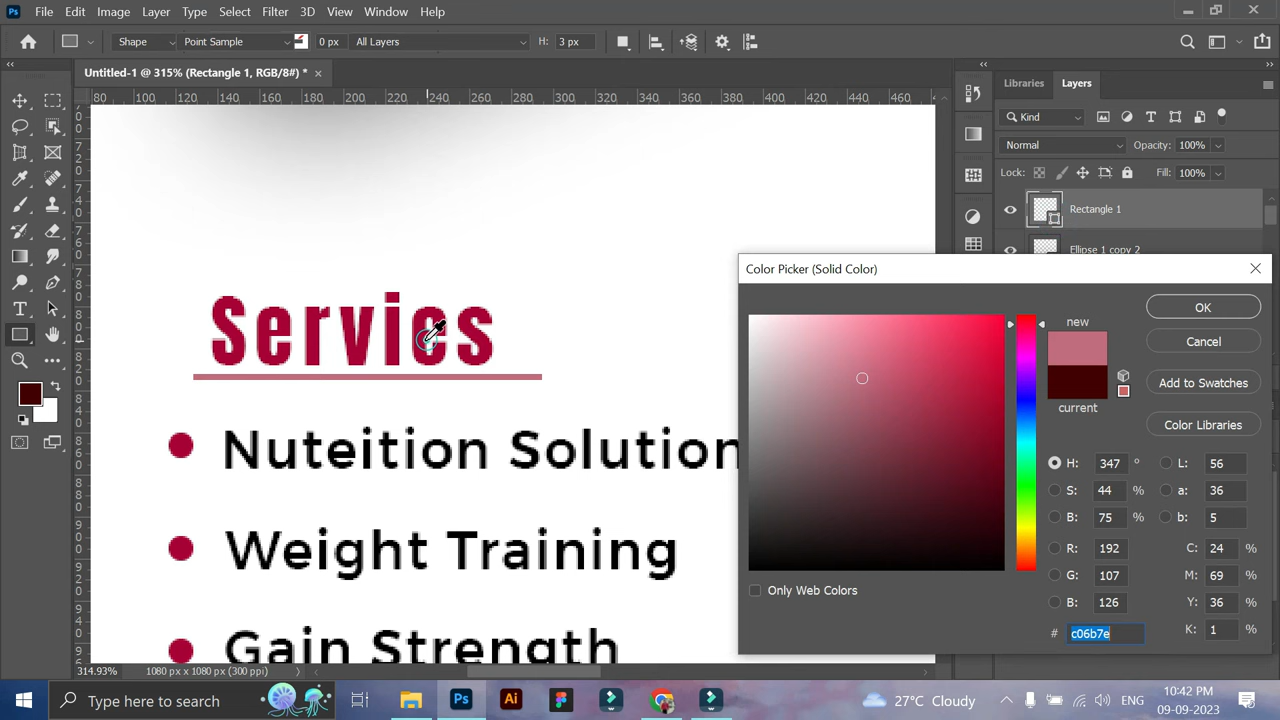 Ps File Edit Image Layer Type Select Filter 3D View Window Help
Shape Point Sample 0 px All Layers H: 3 px
Untitled-1 @ 315% (Rectangle 1, RGB/8#) * ×
Libraries Layers
80 100 120 140 160 180 200 220 240 260 280 300 320 340 360 380 400 420 440 460
Kind
Normal Opacity: 100%
Lock: Fill: 100%
Rectangle 1
Ellipse 1 copy 2
Color Picker (Solid Color)
OK
new
Cancel
Add to Swatches
current
Color Libraries
H: 347 ° L: 56
S: 44 % a: 36
B: 75 % b: 5
R: 192 C: 24 %
G: 107 M: 69 %
B: 126 Y: 36 %
# c06b7e K: 1 %
Only Web Colors
Servies
Nuteition Solution
Weight Training
Gain Strength
314.93% 1080 px x 1080 px (300 ppi)
Type here to search
Ps Ai
27°C Cloudy
ENG
10:42 PM
09-09-2023